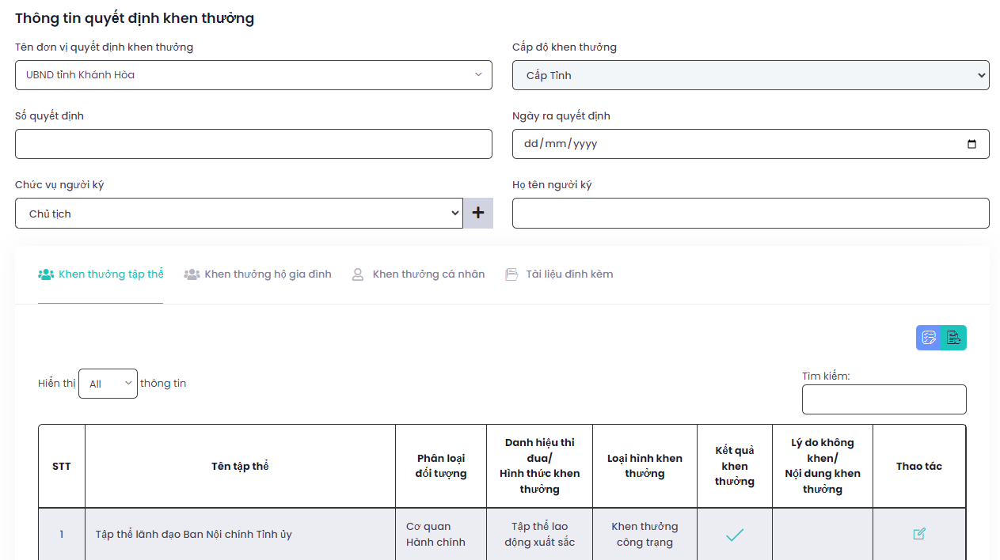 Thông tin quyết định khen thưởng
Tên đơn vị quyết định khen thưởng
Cấp độ khen thưởng
UBND tỉnh Khánh Hòa
Cấp Tỉnh
Số quyết định
Ngày ra quyết định
dd/mm/yyyy
Chức vụ người ký
Họ tên người ký
Chủ tịch
Khen thưởng tập thể
Khen thưởng hộ gia đình
Khen thưởng cá nhân
Tài liệu đính kèm
Hiển thị All thông tin
Tìm kiếm:
STT
Tên tập thể
Phân loại
đối tượng
Danh hiệu thi
đua/
Hình thức khen
thưởng
Loại hình khen
thưởng
Kết quả
khen
thưởng
Lý do không
khen/
Nội dung khen
thưởng
Thao tác
1
Tập thể lãnh đạo Ban Nội chính Tỉnh ủy
Cơ quan
Hành chính
Tập thể lao
động xuất sắc
Khen thưởng
công trạng